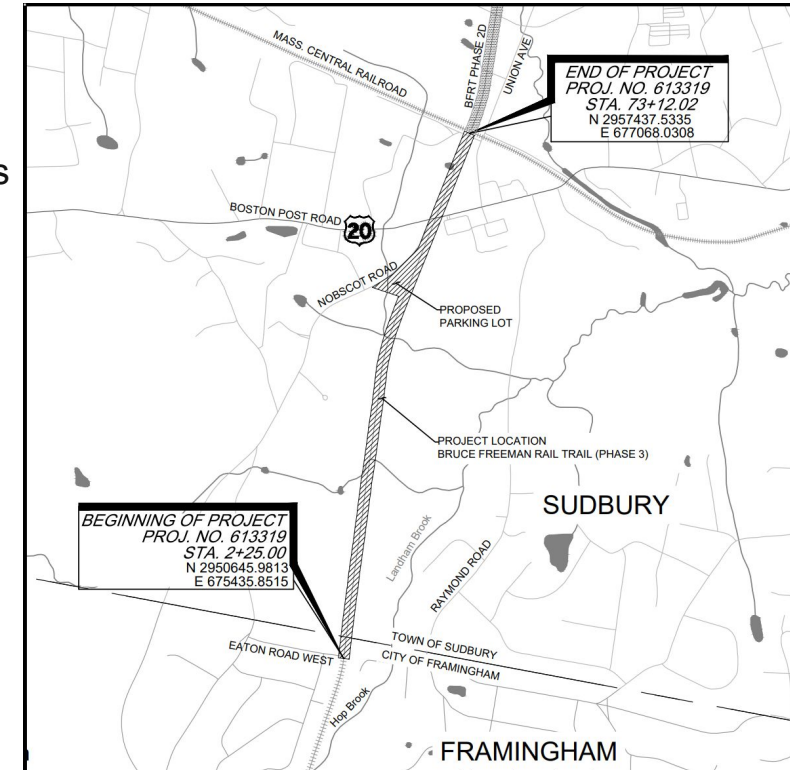 S
MASS. CENTRAL RAILROAD
BFRT PHASE 2D
UNION AVE
END OF PROJECT
PROJ. NO. 613319
STA. 73+12.02
N 2957437.5335
E 677068.0308
BOSTON POST ROAD
20
NOBSCOT ROAD
PROPOSED
PARKING LOT
PROJECT LOCATION
BRUCE FREEMAN RAIL TRAIL (PHASE 3)
BEGINNING OF PROJECT
PROJ. NO. 613319
STA. 2+25.00
N 2950645.9813
E 675435.8515
SUDBURY
Landham Brook
RAYMOND ROAD
EATON ROAD WEST
TOWN OF SUDBURY
CITY OF FRAMINGHAM
Hop Brook
FRAMINGHAM